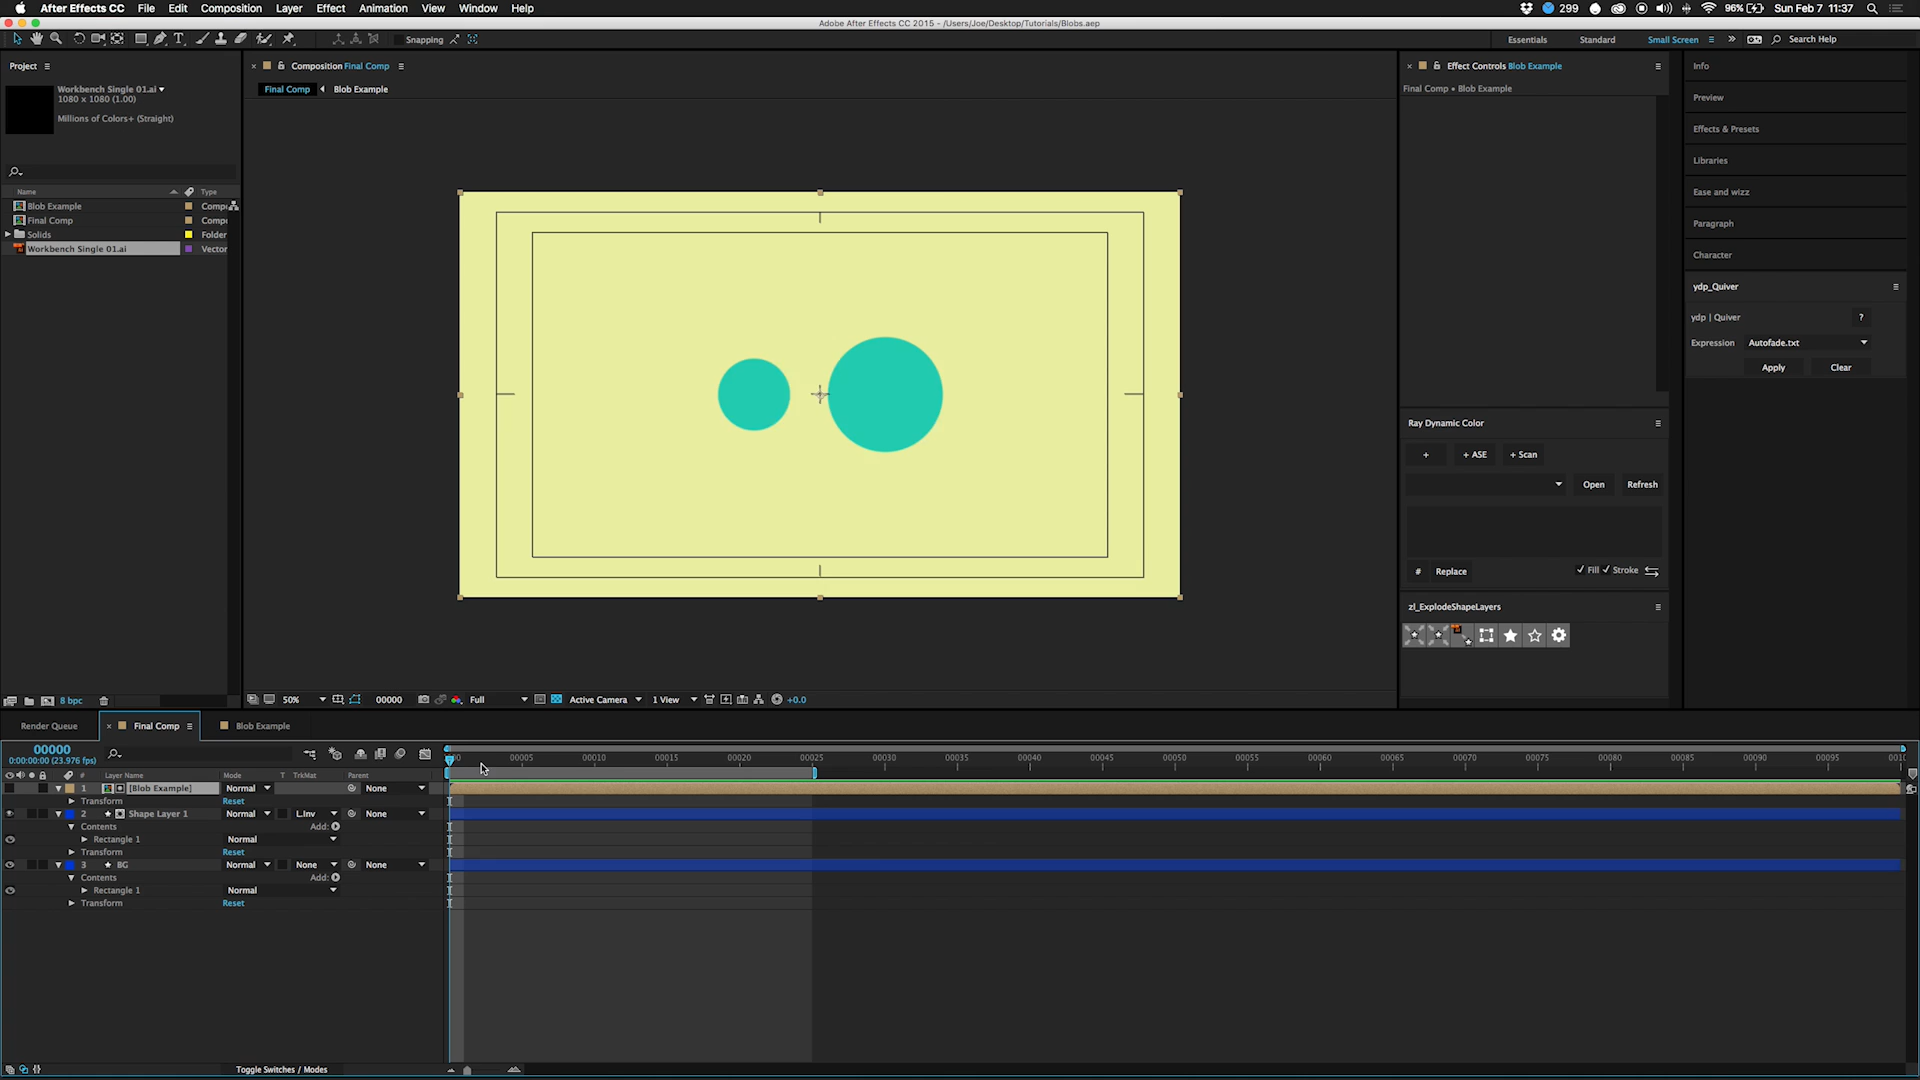 After Effects CC File Edit Composition Layer Effect Animation View Window Help 299 96% Sun Feb 7 11:37
Adobe After Effects CC 2015 - /Users/Joe/Desktop/Tutorials/Blobs.aep
T Snapping Essentials Standard Small Screen Search Help
Project
Workbench Single 01.ai
1080 x 1080 (1.00)
Millions of Colors+ (Straight)
Name Type
Blob Example Comp
Final Comp Comp
Solids Folder
Workbench Single 01.ai Vector
8 bpc
Composition Final Comp
Final Comp Blob Example
50% 00000 Full Active Camera 1 View +0.0
Effect Controls Blob Example
Final Comp • Blob Example
Ray Dynamic Color
+ + ASE + Scan
Open Refresh
# Replace Fill Stroke
zl_ExplodeShapeLayers
Info
Preview
Effects & Presets
Libraries
Ease and wizz
Paragraph
Character
ydp_Quiver
ydp | Quiver ?
Expression Autofade.txt
Apply Clear
Render Queue Final Comp Blob Example
00000
0:00:00:00 (23.976 fps)
00005 00010 00015 00020 00025 00030 00035 00040 00045 00050 00055 00060 00065 00070 00075 00080 00085 00090 00095 0010
# Layer Name Mode T TrkMat Parent
1 [Blob Example] Normal None
Transform Reset
2 Shape Layer 1 Normal L.Inv None
Contents Add:
Rectangle 1 Normal
Transform Reset
3 BG Normal None None
Contents Add:
Rectangle 1 Normal
Transform Reset
Toggle Switches / Modes